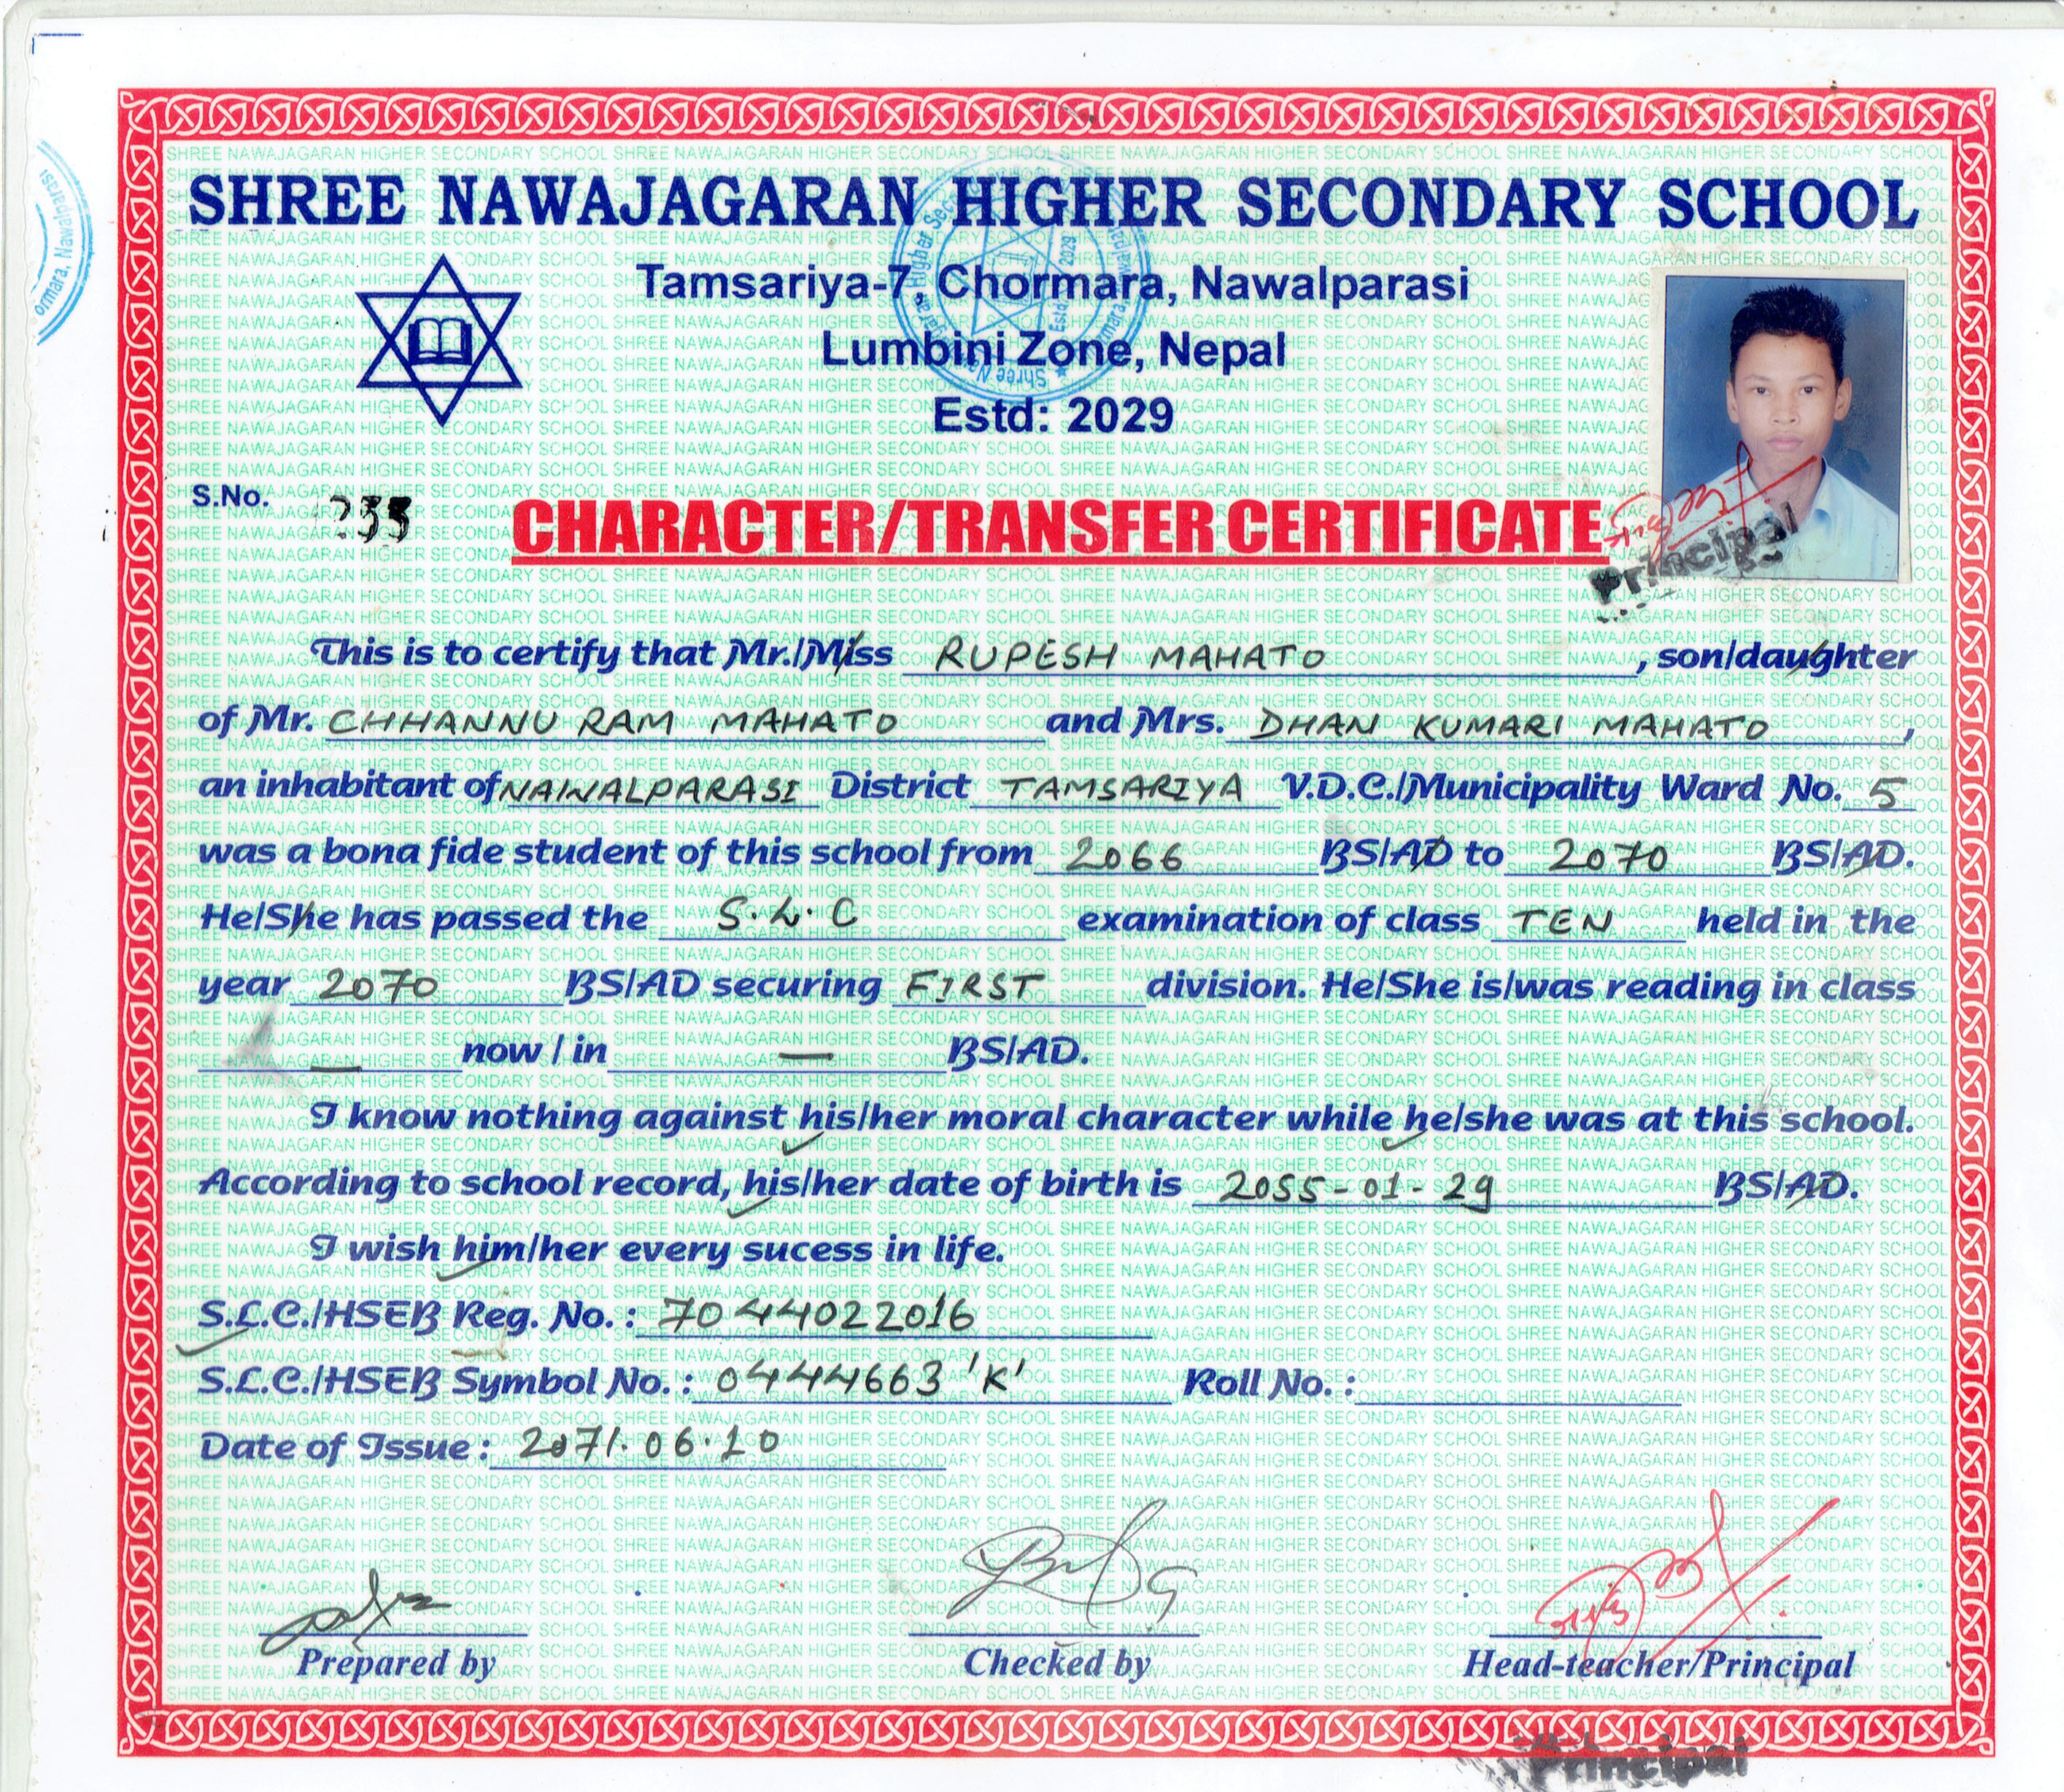 SHREE NAWAJAGARAN HIGHER SECONDARY SCHOOL
Tamsariya-7, Chormara, Nawalparasi
Lumbini Zone, Nepal
Estd: 2029
S.No.
CHARACTER/TRANSFER CERTIFICATE
Principal
This is to certify that Mr./Miss RUPESH MAHATO, son/daughter
of Mr. CHHANNU RAM MAHATO and Mrs. DHAN KUMARI MAHATO,
an inhabitant of NAWALPARASI District TAMSARIYA V.D.C./Municipality Ward No. 5
was a bona fide student of this school from 2066 BS/AD to 2070 BS/AD.
He/She has passed the S.L.C examination of class TEN held in the
year 2070 BS/AD securing FIRST division. He/She is/was reading in class
— now / in — BS/AD.
I know nothing against his/her moral character while he/she was at this school.
According to school record, his/her date of birth is 2055-01-29 BS/AD.
I wish him/her every sucess in life.
S.L.C./HSEB Reg. No. : 7044022016
S.L.C./HSEB Symbol No. : 0444663 'K' Roll No. :
Date of Issue : 2071.06.10
Prepared by Checked by Head-teacher/Principal
Principal